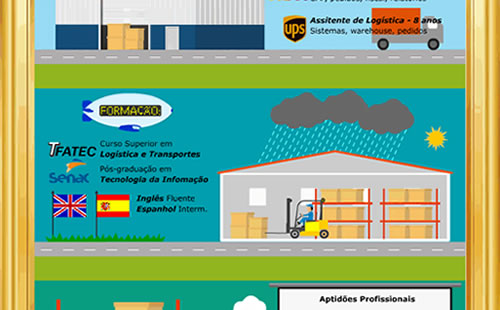 Assitente de Logística - 8 anos
ups
Sistemas, warehouse, pedidos
FORMAÇÃO
FATEC
Curso Superior em
Logística e Transportes
senac
Pós-graduação em
Tecnologia da Infomação
Inglês Fluente
Espanhol Interm.
Aptidões Profissionais